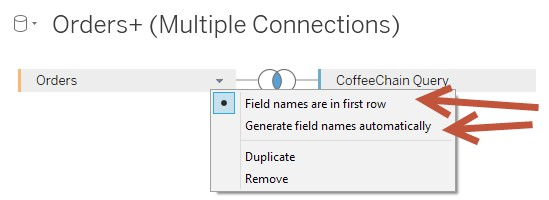 Orders+ (Multiple Connections)
Orders
CoffeeChain Query
Field names are in first row
Generate field names automatically
Duplicate
Remove